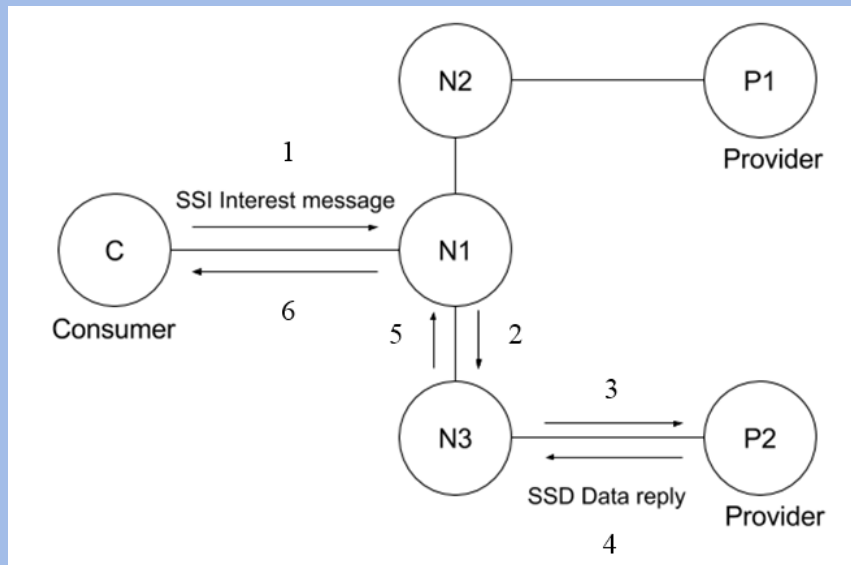 N2
P1
Provider
1
SSI Interest message
C
N1
Consumer
6
5
2
3
N3
P2
SSD Data reply
Provider
4